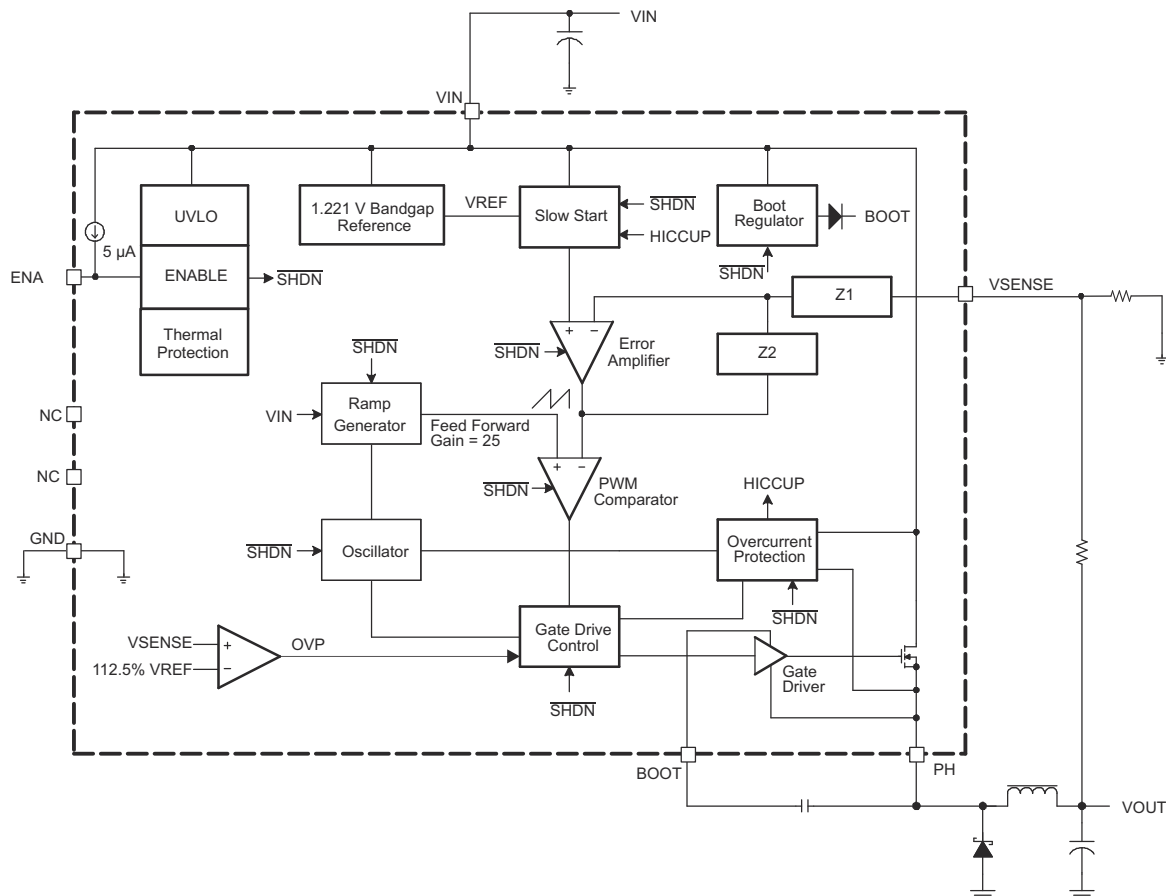 VIN
VIN
UVLO
1.221 V Bandgap
Reference
VREF
Slow Start
SHDN
HICCUP
Boot
Regulator
BOOT
SHDN
5 µA
ENA
ENABLE
SHDN
Thermal
Protection
VSENSE
Z1
Z2
SHDN
Error
Amplifier
SHDN
VIN
Ramp
Generator
Feed Forward
Gain = 25
NC
NC
SHDN
PWM
Comparator
HICCUP
GND
SHDN
Oscillator
Overcurrent
Protection
SHDN
VSENSE
112.5% VREF
OVP
Gate Drive
Control
SHDN
Gate
Driver
BOOT
PH
VOUT
+
−
+
−
+
−